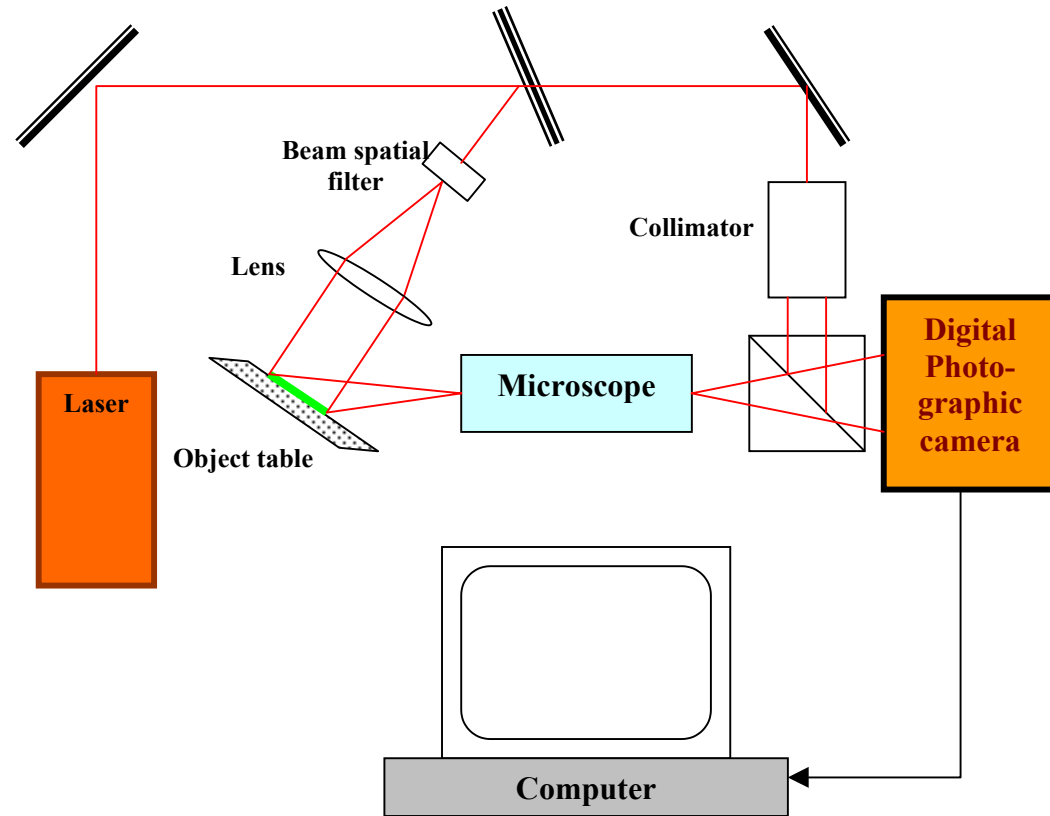 Beam spatial
filter
Collimator
Lens
Digital
Photo-
graphic
camera
Microscope
Laser
Object table
Computer